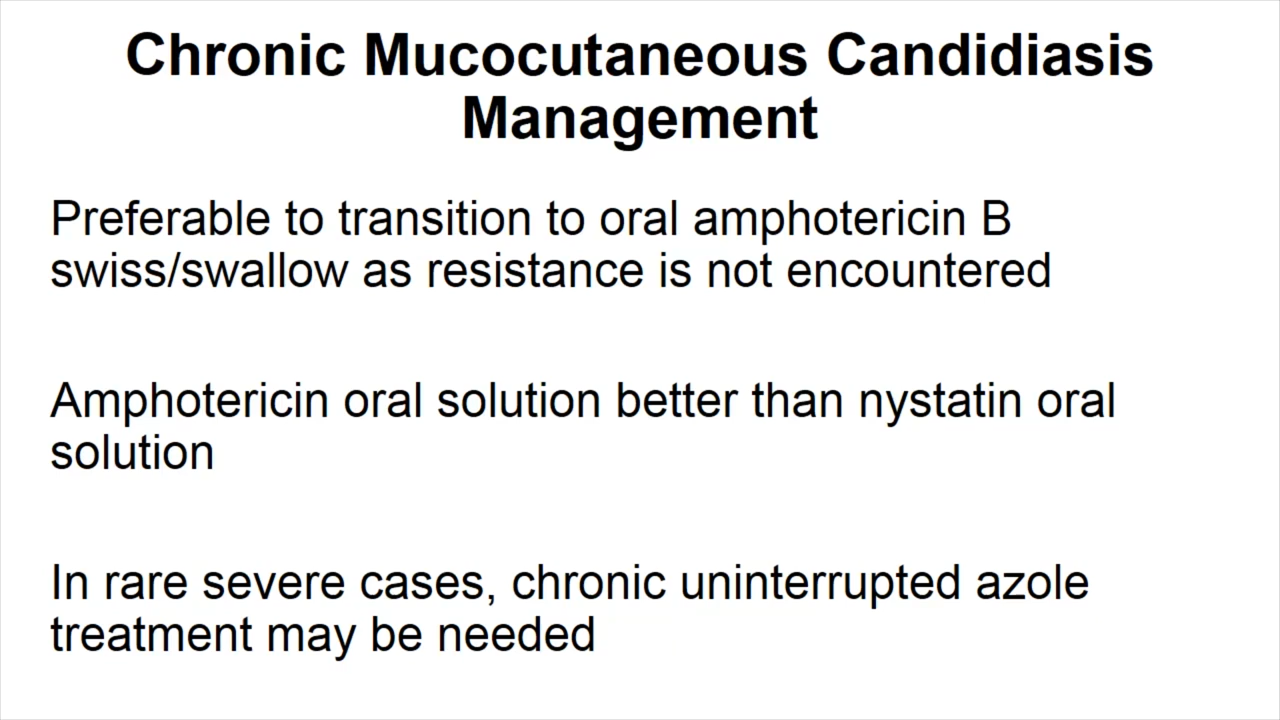 Chronic Mucocutaneous Candidiasis
Management
Preferable to transition to oral amphotericin B
swiss/swallow as resistance is not encountered
Amphotericin oral solution better than nystatin oral
solution
In rare severe cases, chronic uninterrupted azole
treatment may be needed